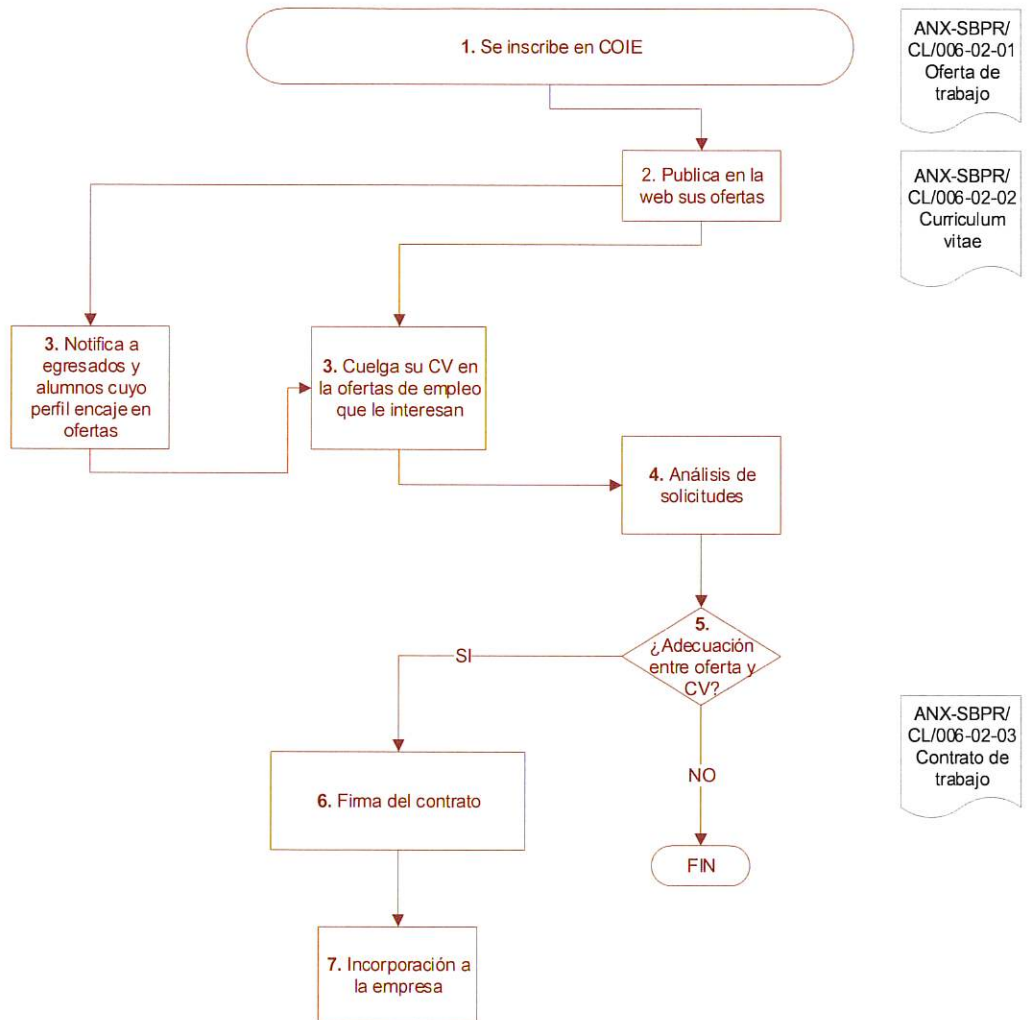 1. Se inscribe en COIE
ANX-SBPR/
CL/006-02-01
Oferta de
trabajo
2. Publica en la
web sus ofertas
ANX-SBPR/
CL/006-02-02
Curriculum
vitae
3. Notifica a
egresados y
alumnos cuyo
perfil encaje en
ofertas
3. Cuelga su CV en
la ofertas de empleo
que le interesan
4. Análisis de
solicitudes
5.
¿Adecuación
entre oferta y
CV?
SI
NO
ANX-SBPR/
CL/006-02-03
Contrato de
trabajo
6. Firma del contrato
FIN
7. Incorporación a
la empresa